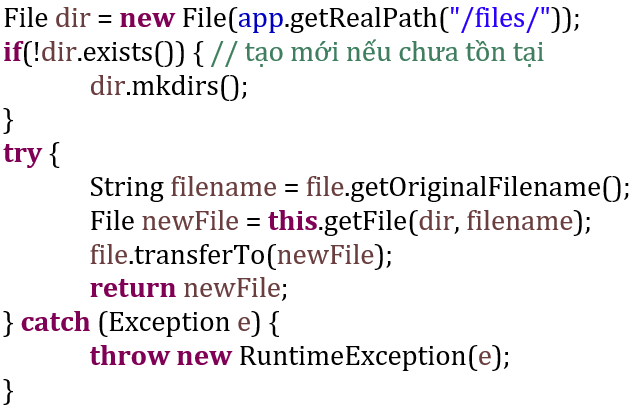 File dir = new File(app.getRealPath("/files/"));
if(!dir.exists()) { // tạo mới nếu chưa tồn tại
dir.mkdirs();
}
try {
String filename = file.getOriginalFilename();
File newFile = this.getFile(dir, filename);
file.transferTo(newFile);
return newFile;
} catch (Exception e) {
throw new RuntimeException(e);
}